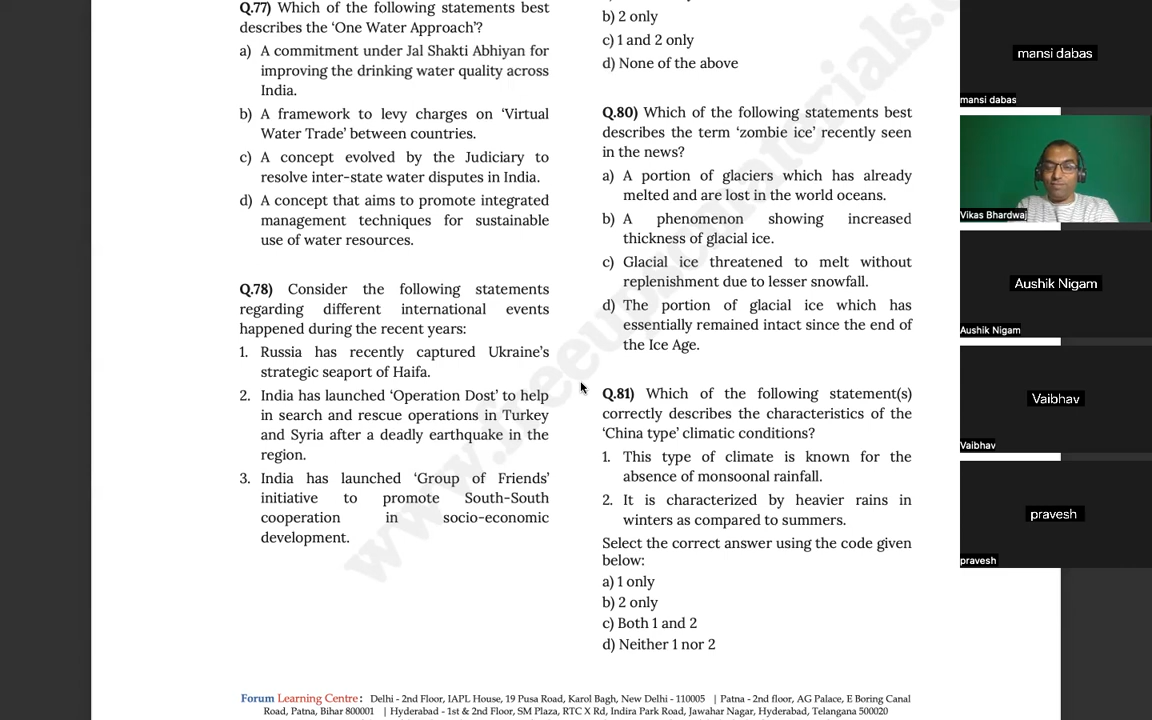 Q.77) Which of the following statements best
describes the ‘One Water Approach’?
a) A commitment under Jal Shakti Abhiyan for
improving the drinking water quality across
India.
b) A framework to levy charges on ‘Virtual
Water Trade’ between countries.
c) A concept evolved by the Judiciary to
resolve inter-state water disputes in India.
d) A concept that aims to promote integrated
management techniques for sustainable
use of water resources.
Q.78) Consider the following statements
regarding different international events
happened during the recent years:
1. Russia has recently captured Ukraine’s
strategic seaport of Haifa.
2. India has launched ‘Operation Dost’ to help
in search and rescue operations in Turkey
and Syria after a deadly earthquake in the
region.
3. India has launched ‘Group of Friends’
initiative to promote South-South
cooperation in socio-economic
development.
b) 2 only
c) 1 and 2 only
d) None of the above
Q.80) Which of the following statements best
describes the term ‘zombie ice’ recently seen
in the news?
a) A portion of glaciers which has already
melted and are lost in the world oceans.
b) A phenomenon showing increased
thickness of glacial ice.
c) Glacial ice threatened to melt without
replenishment due to lesser snowfall.
d) The portion of glacial ice which has
essentially remained intact since the end of
the Ice Age.
Q.81) Which of the following statement(s)
correctly describes the characteristics of the
‘China type’ climatic conditions?
1. This type of climate is known for the
absence of monsoonal rainfall.
2. It is characterized by heavier rains in
winters as compared to summers.
Select the correct answer using the code given
below:
a) 1 only
b) 2 only
c) Both 1 and 2
d) Neither 1 nor 2
Forum Learning Centre: Delhi - 2nd Floor, IAPL House, 19 Pusa Road, Karol Bagh, New Delhi - 110005 | Patna - 2nd floor, AG Palace, E Boring Canal
Road, Patna, Bihar 800001 | Hyderabad - 1st & 2nd Floor, SM Plaza, RTC X Rd, Indira Park Road, Jawahar Nagar, Hyderabad, Telangana 500020
mansi dabas
mansi dabas
Vikas Bhardwaj
Aushik Nigam
Aushik Nigam
Vaibhav
Vaibhav
pravesh
pravesh